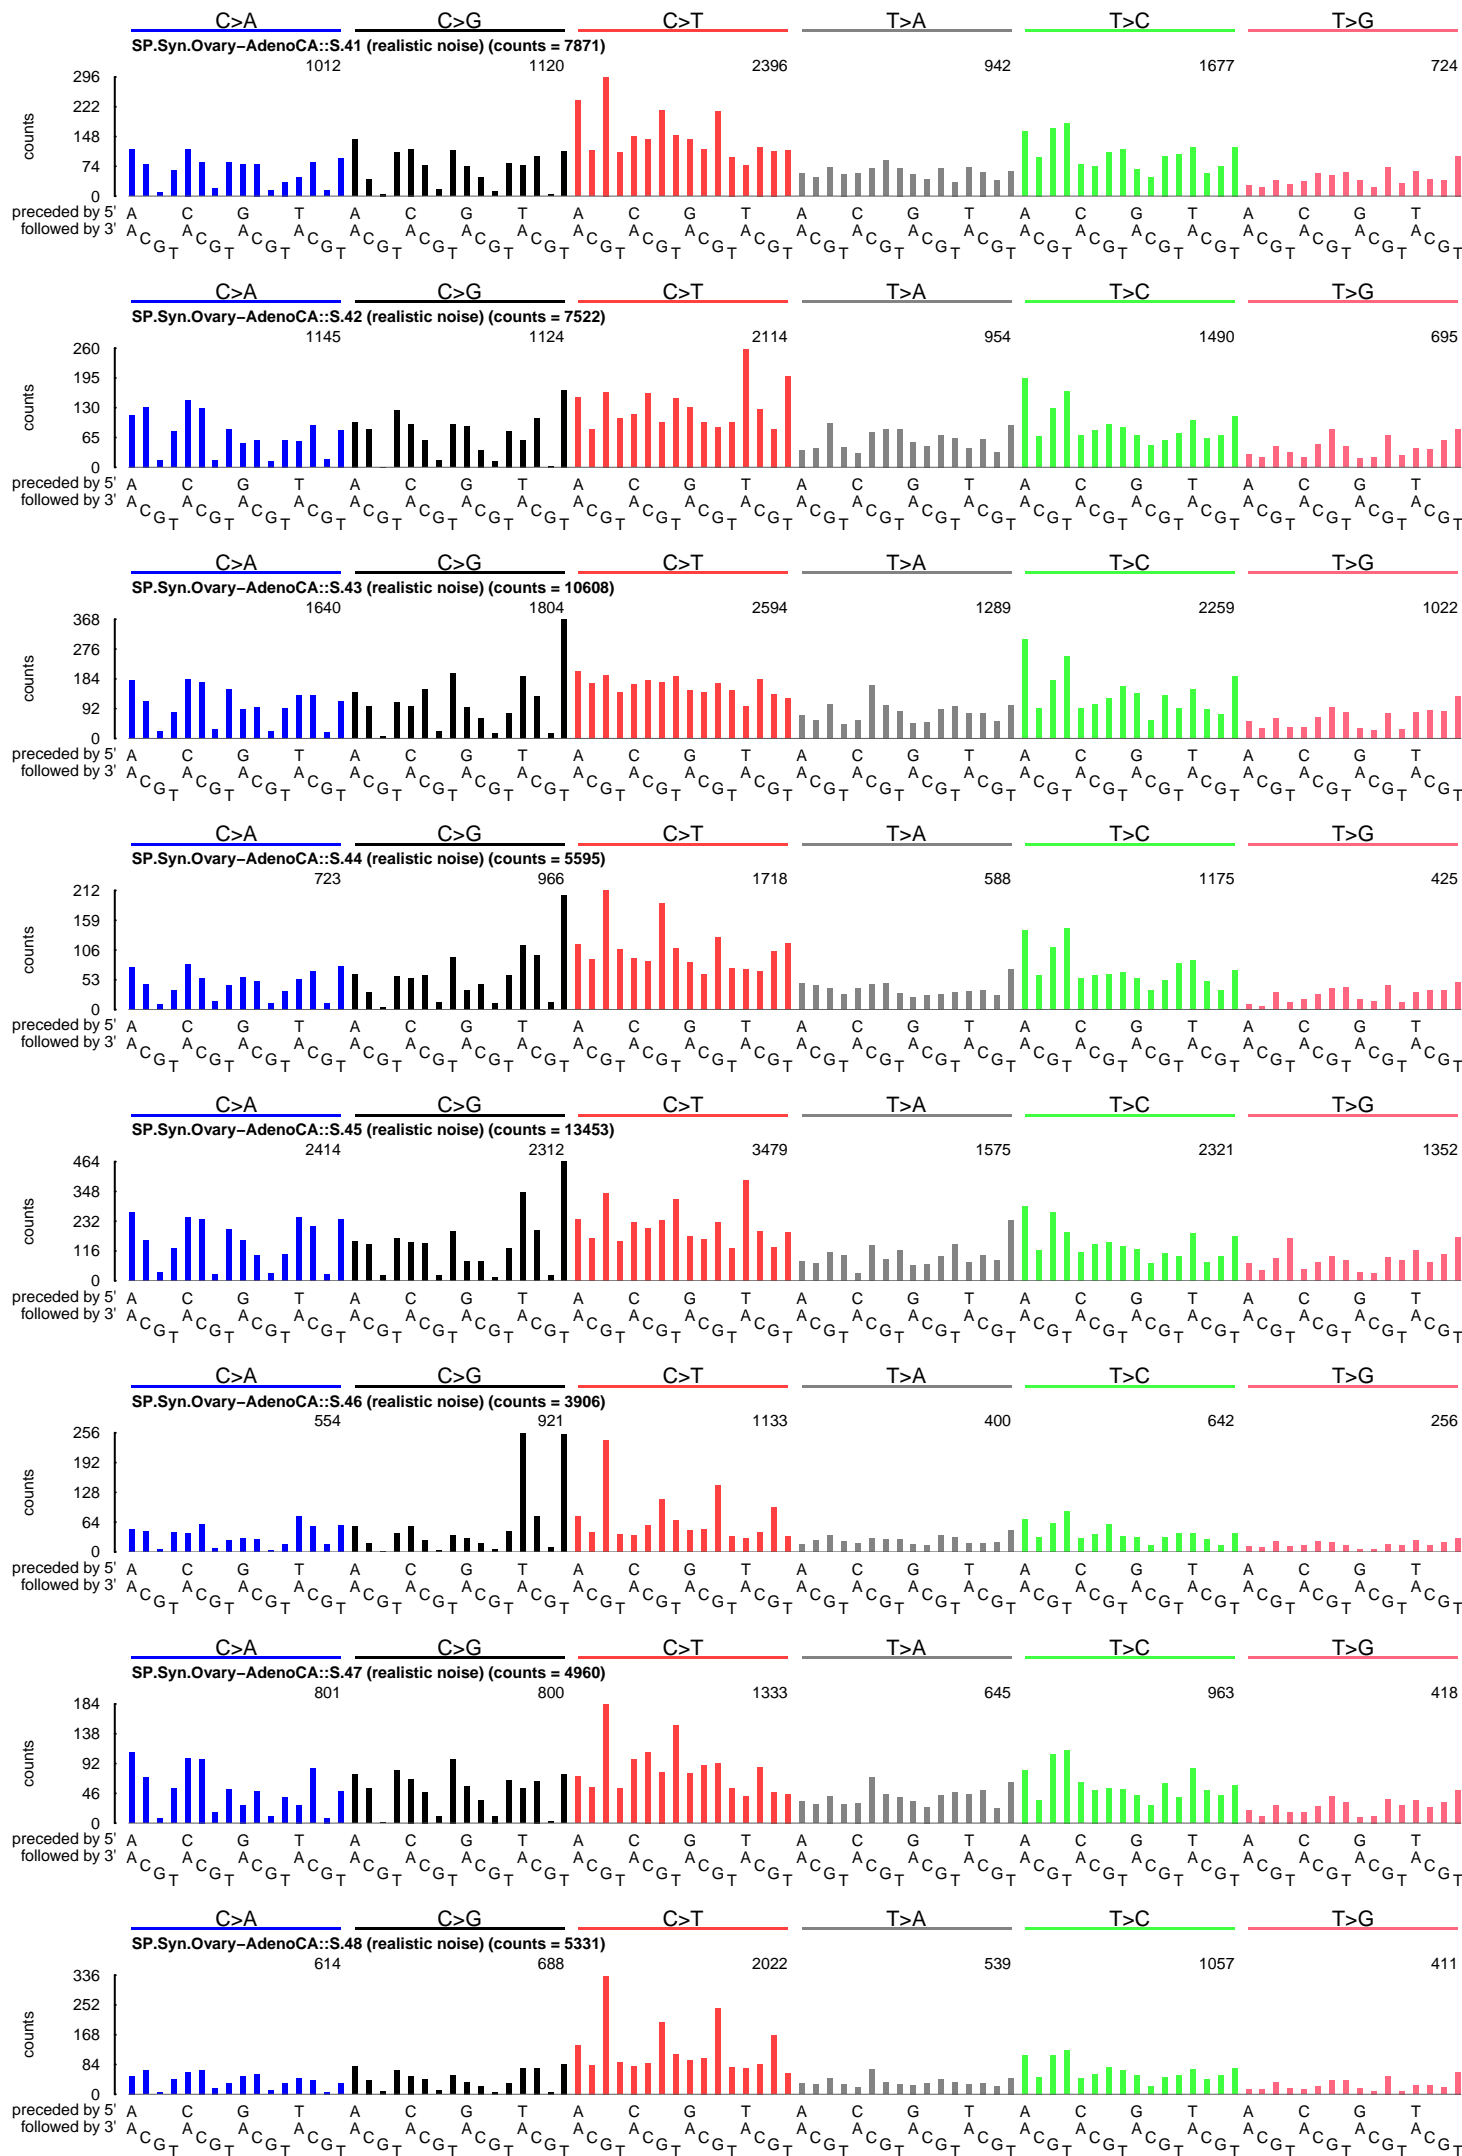 C>A C>G C>T T>A T>C T>G
SP.Syn.Ovary−AdenoCA::S.41 (realistic noise) (counts = 7871)
1012 1120 2396 942 1677 724
296
222
148
74
0
counts
preceded by 5' A C G T A C G T A C G T A C G T A C G T A C G T
followed by 3' A C G T A C G T A C G T A C G T A C G T A C G T A C G T A C G T A C G T A C G T A C G T A C G T A C G T A C G T A C G T A C G T A C G T A C G T A C G T A C G T A C G T A C G T A C G T A C G T
C>A C>G C>T T>A T>C T>G
SP.Syn.Ovary−AdenoCA::S.42 (realistic noise) (counts = 7522)
1145 1124 2114 954 1490 695
260
195
130
65
0
counts
preceded by 5' A C G T A C G T A C G T A C G T A C G T A C G T
followed by 3' A C G T A C G T A C G T A C G T A C G T A C G T A C G T A C G T A C G T A C G T A C G T A C G T A C G T A C G T A C G T A C G T A C G T A C G T A C G T A C G T A C G T A C G T A C G T A C G T
C>A C>G C>T T>A T>C T>G
SP.Syn.Ovary−AdenoCA::S.43 (realistic noise) (counts = 10608)
1640 1804 2594 1289 2259 1022
368
276
184
92
0
counts
preceded by 5' A C G T A C G T A C G T A C G T A C G T A C G T
followed by 3' A C G T A C G T A C G T A C G T A C G T A C G T A C G T A C G T A C G T A C G T A C G T A C G T A C G T A C G T A C G T A C G T A C G T A C G T A C G T A C G T A C G T A C G T A C G T A C G T
C>A C>G C>T T>A T>C T>G
SP.Syn.Ovary−AdenoCA::S.44 (realistic noise) (counts = 5595)
723 966 1718 588 1175 425
212
159
106
53
0
counts
preceded by 5' A C G T A C G T A C G T A C G T A C G T A C G T
followed by 3' A C G T A C G T A C G T A C G T A C G T A C G T A C G T A C G T A C G T A C G T A C G T A C G T A C G T A C G T A C G T A C G T A C G T A C G T A C G T A C G T A C G T A C G T A C G T A C G T
C>A C>G C>T T>A T>C T>G
SP.Syn.Ovary−AdenoCA::S.45 (realistic noise) (counts = 13453)
2414 2312 3479 1575 2321 1352
464
348
232
116
0
counts
preceded by 5' A C G T A C G T A C G T A C G T A C G T A C G T
followed by 3' A C G T A C G T A C G T A C G T A C G T A C G T A C G T A C G T A C G T A C G T A C G T A C G T A C G T A C G T A C G T A C G T A C G T A C G T A C G T A C G T A C G T A C G T A C G T A C G T
C>A C>G C>T T>A T>C T>G
SP.Syn.Ovary−AdenoCA::S.46 (realistic noise) (counts = 3906)
554 921 1133 400 642 256
256
192
128
64
0
counts
preceded by 5' A C G T A C G T A C G T A C G T A C G T A C G T
followed by 3' A C G T A C G T A C G T A C G T A C G T A C G T A C G T A C G T A C G T A C G T A C G T A C G T A C G T A C G T A C G T A C G T A C G T A C G T A C G T A C G T A C G T A C G T A C G T A C G T
C>A C>G C>T T>A T>C T>G
SP.Syn.Ovary−AdenoCA::S.47 (realistic noise) (counts = 4960)
801 800 1333 645 963 418
184
138
92
46
0
counts
preceded by 5' A C G T A C G T A C G T A C G T A C G T A C G T
followed by 3' A C G T A C G T A C G T A C G T A C G T A C G T A C G T A C G T A C G T A C G T A C G T A C G T A C G T A C G T A C G T A C G T A C G T A C G T A C G T A C G T A C G T A C G T A C G T A C G T
C>A C>G C>T T>A T>C T>G
SP.Syn.Ovary−AdenoCA::S.48 (realistic noise) (counts = 5331)
614 688 2022 539 1057 411
336
252
168
84
0
counts
preceded by 5' A C G T A C G T A C G T A C G T A C G T A C G T
followed by 3' A C G T A C G T A C G T A C G T A C G T A C G T A C G T A C G T A C G T A C G T A C G T A C G T A C G T A C G T A C G T A C G T A C G T A C G T A C G T A C G T A C G T A C G T A C G T A C G T